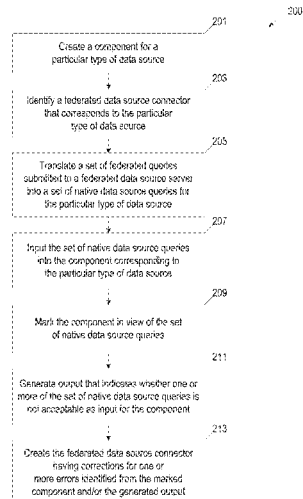 200
201
Create a component for a
particular type of data source
203
Identify a federated data source connector
that corresponds to the particular
type of data source
205
Translate a set of federated queries
submitted to a federated data source server
into a set of native data source queries for
the particular type of data source
207
Input the set of native data source queries
into the component corresponding to
the particular type of data source
209
Mark the component in view of the set
of native data source queries
211
Generate output that indicates whether one or
more of the set of native data source queries is
not acceptable as input for the component
213
Create the federated data source connector
having corrections for one
or more errors identified from the marked
component and/or the generated output